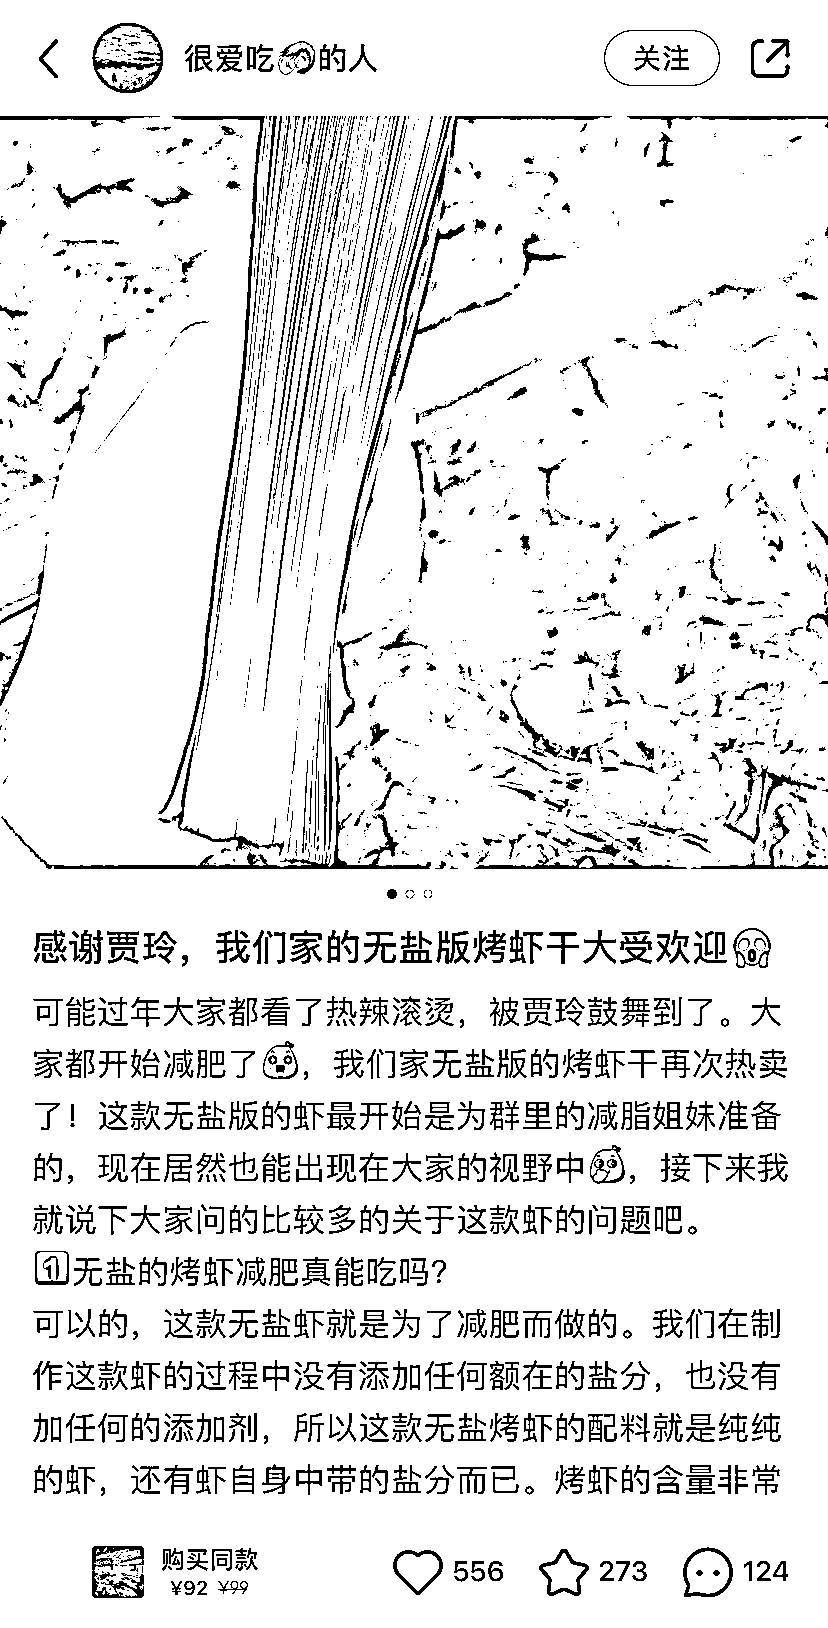 很爱吃🦐的人
关注
感谢贾玲，我们家的无盐版烤虾干大受欢迎😱
可能过年大家都看了热辣滚烫，被贾玲鼓舞到了。大
家都开始减肥了，我们家无盐版的烤虾干再次热卖
了！这款无盐版的虾最开始是为群里的减脂姐妹准备
的，现在居然也能出现在大家的视野中，接下来我
就说下大家问的比较多的关于这款虾的问题吧。
1️⃣无盐的烤虾减肥真能吃吗？
可以的，这款无盐虾就是为了减肥而做的。我们在制
作这款虾的过程中没有添加任何额在的盐分，也没有
加任何的添加剂，所以这款无盐烤虾的配料就是纯纯
的虾，还有虾自身中带的盐分而已。烤虾的含量非常
购买同款
¥92 ¥99
556
273
124